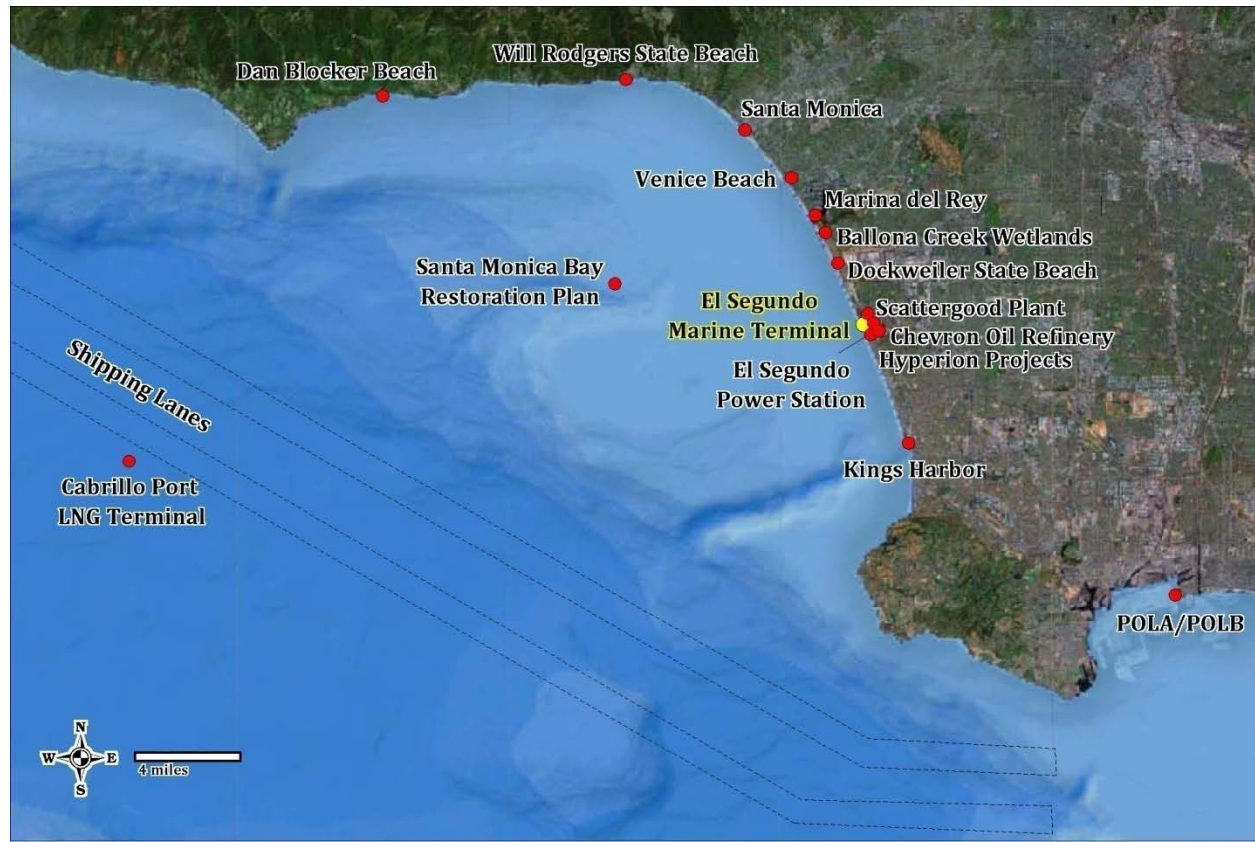 Will Rodgers State Beach
Dan Blocker Beach
Santa Monica
Venice Beach
Marina del Rey
Ballona Creek Wetlands
Dockweiler State Beach
Santa Monica Bay
Restoration Plan
El Segundo
Marine Terminal
Scattergood Plant
Chevron Oil Refinery
Hyperion Projects
El Segundo
Power Station
Shipping Lanes
Kings Harbor
Cabrillo Port
LNG Terminal
POLA/POLB
N
W E
S
4 miles